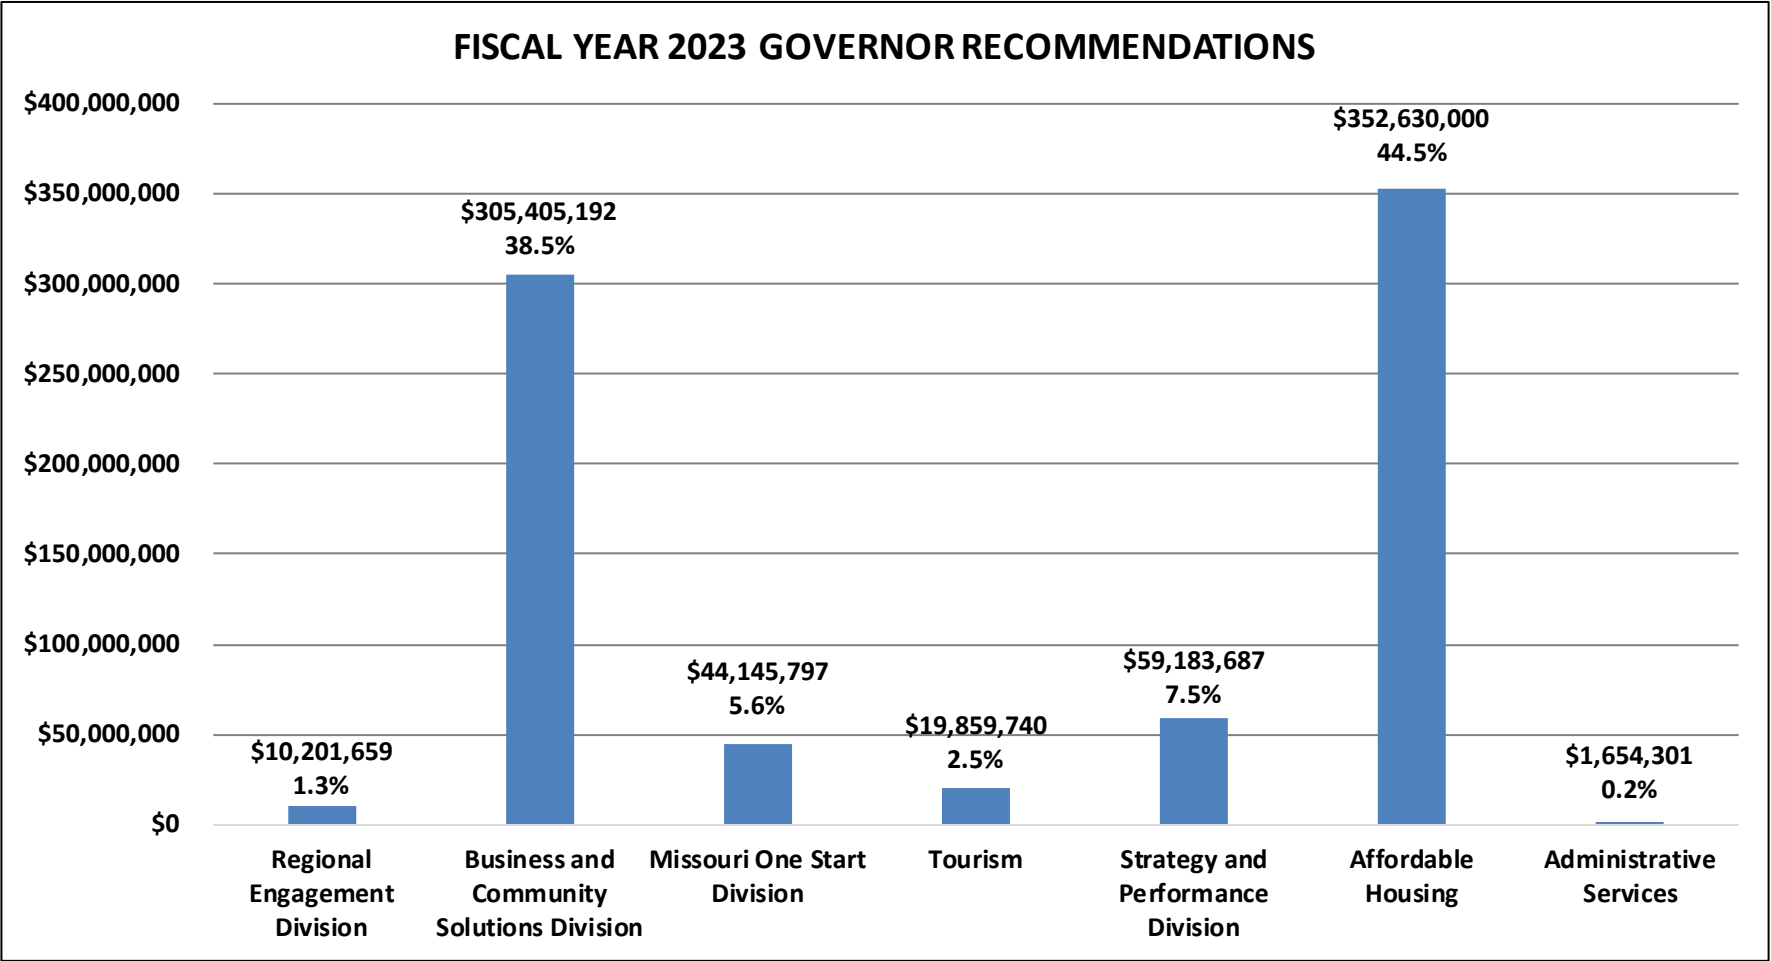 FISCAL YEAR 2023 GOVERNOR RECOMMENDATIONS
$400,000,000
$350,000,000
$300,000,000
$250,000,000
$200,000,000
$150,000,000
$100,000,000
$50,000,000
$0
$10,201,659
1.3%
$305,405,192
38.5%
$44,145,797
5.6%
$19,859,740
2.5%
$59,183,687
7.5%
$352,630,000
44.5%
$1,654,301
0.2%
Regional
Engagement
Division
Business and
Community
Solutions Division
Missouri One Start
Division
Tourism
Strategy and
Performance
Division
Affordable
Housing
Administrative
Services